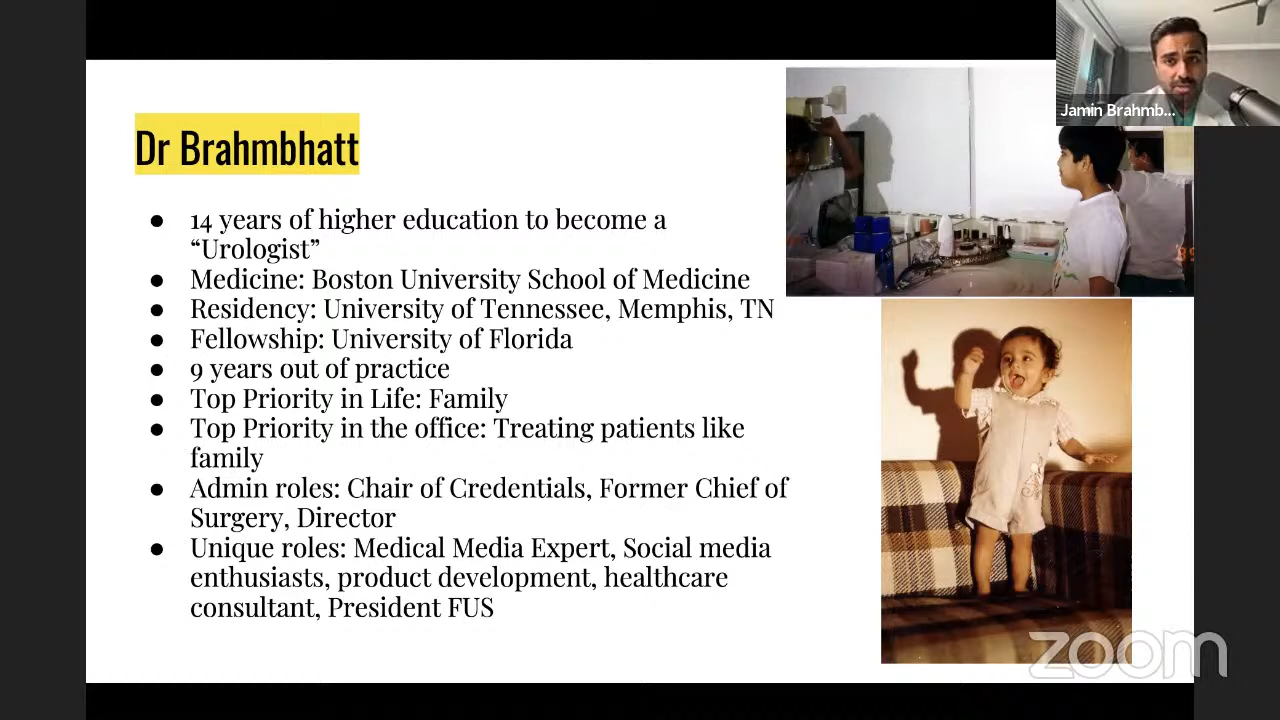 Jamin Brahmb...
Dr Brahmbhatt
● 14 years of higher education to become a
“Urologist”
● Medicine: Boston University School of Medicine
● Residency: University of Tennessee, Memphis, TN
● Fellowship: University of Florida
● 9 years out of practice
● Top Priority in Life: Family
● Top Priority in the office: Treating patients like
family
● Admin roles: Chair of Credentials, Former Chief of
Surgery, Director
● Unique roles: Medical Media Expert, Social media
enthusiasts, product development, healthcare
consultant, President FUS
zoom